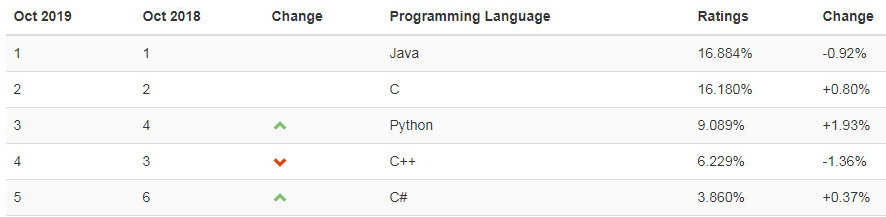 Oct 2019 Oct 2018 Change Programming Language Ratings Change
1 1 Java 16.884% -0.92%
2 2 C 16.180% +0.80%
3 4 Python 9.089% +1.93%
4 3 C++ 6.229% -1.36%
5 6 C# 3.860% +0.37%